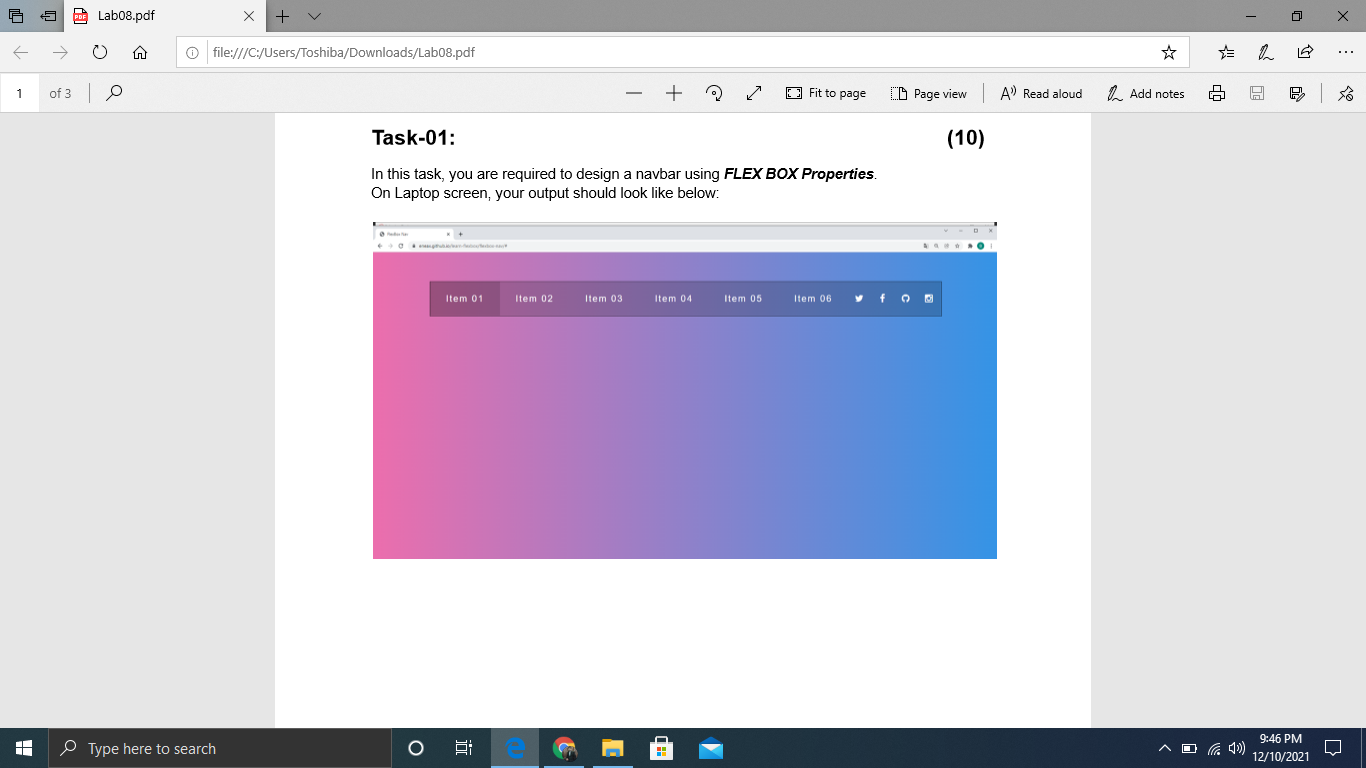 Lab08.pdf
file:///C:/Users/Toshiba/Downloads/Lab08.pdf
1 of 3 Fit to page Page view Read aloud Add notes
Task-01: (10)
In this task, you are required to design a navbar using FLEX BOX Properties.
On Laptop screen, your output should look like below:
Item 01 Item 02 Item 03 Item 04 Item 05 Item 06
Type here to search
9:46 PM
12/10/2021